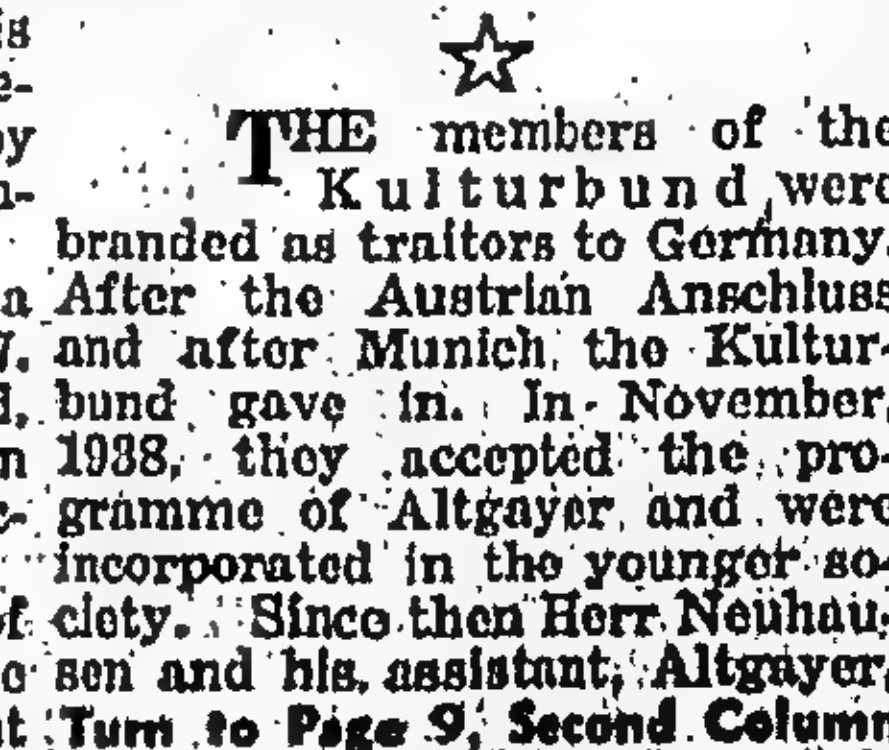 THE members of the
Kulturbund were
branded as traitors to Germany.
After the Austrian Anschluss
and after Munich the Kultur-
bund gave in. In November,
1938, they accepted the pro-
gramme of Altgayer and were
incorporated in the younger so-
ciety. Since then Herr Neuhau-
sen and his assistant, Altgayer,
Turn to Page 9, Second Column